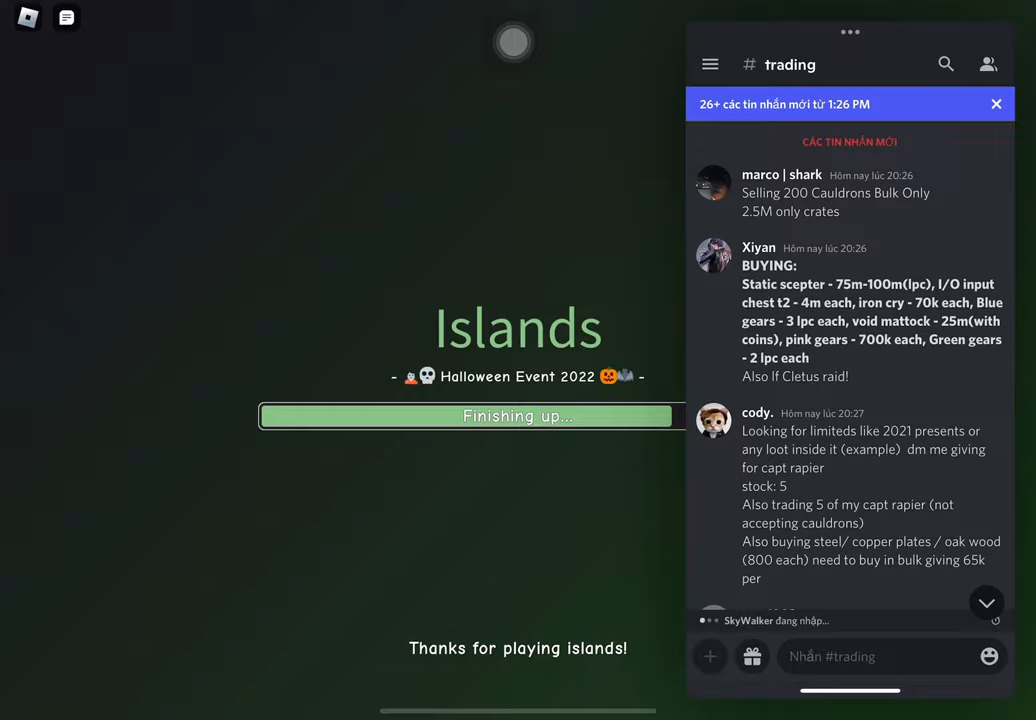 Islands
- 🧛🏻💀 Halloween Event 2022 🎃🦇 -
Finishing up...
Thanks for playing islands!
# trading
26+ các tin nhắn mới từ 1:26 PM
CÁC TIN NHẮN MỚI
marco | shark Hôm nay lúc 20:26
Selling 200 Cauldrons Bulk Only
2.5M only crates
Xiyan Hôm nay lúc 20:26
BUYING:
Static scepter - 75m-100m(lpc), I/O input
chest t2 - 4m each, iron cry - 70k each, Blue
gears - 3 lpc each, void mattock - 25m(with
coins), pink gears - 700k each, Green gears
- 2 lpc each
Also If Cletus raid!
cody. Hôm nay lúc 20:27
Looking for limiteds like 2021 presents or
any loot inside it (example) dm me giving
for capt rapier
stock: 5
Also trading 5 of my capt rapier (not
accepting cauldrons)
Also buying steel/ copper plates / oak wood
(800 each) need to buy in bulk giving 65k
per
SkyWalker đang nhập...
Nhắn #trading